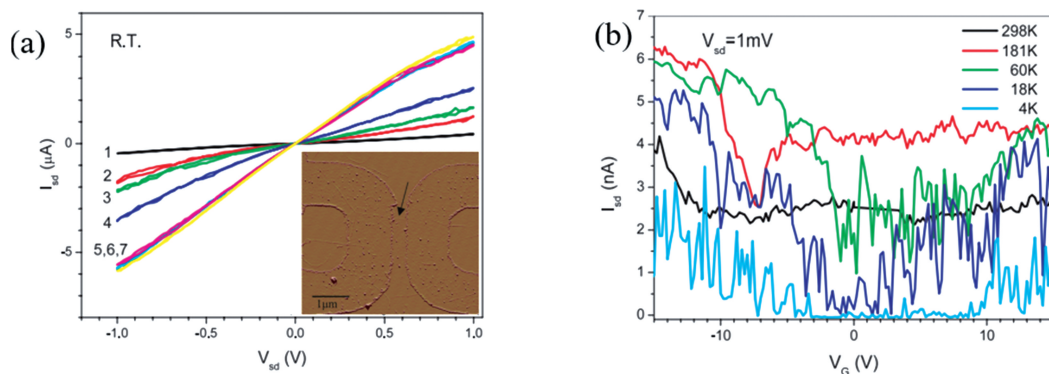 (a)
R.T.
5
0
-5
I_sd (μA)
1
2
3
4
5,6,7
1μm
-1.0 -0.5 0.0 0.5 1.0
V_sd (V)
(b)
V_sd=1mV
298K
181K
60K
18K
4K
7
6
5
4
3
2
1
0
I_sd (nA)
-10 0 10
V_G (V)